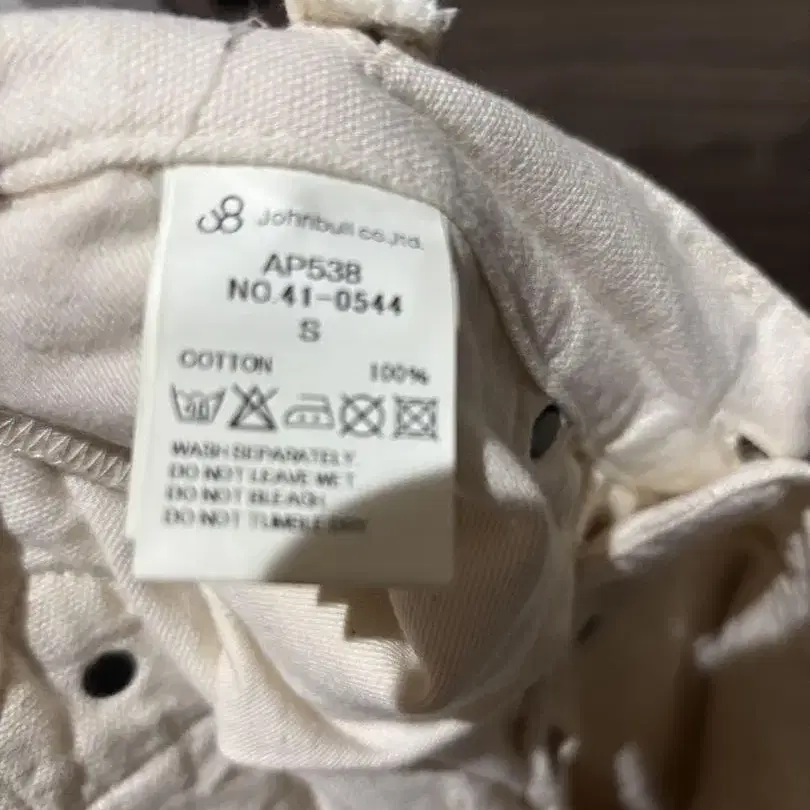 Johnbull co.,ltd.
AP538
NO.41-0544
S
COTTON 100%
40
WASH SEPARATELY
DO NOT LEAVE WET
DO NOT BLEACH
DO NOT TUMBLE DRY